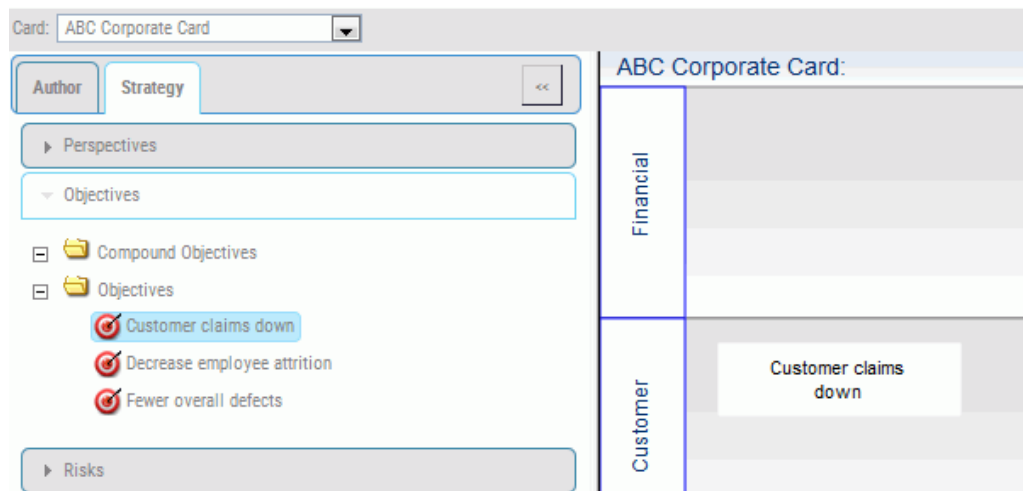 Card: ABC Corporate Card
Author
Strategy
<<
Perspectives
Objectives
Compound Objectives
Objectives
Customer claims down
Decrease employee attrition
Fewer overall defects
Risks
ABC Corporate Card:
Financial
Customer
Customer claims
down